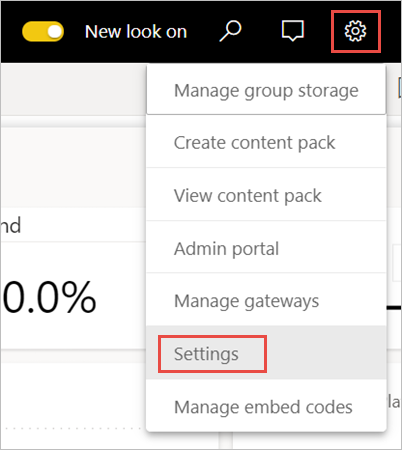 New look on
Manage group storage
Create content pack
nd
View content pack
Admin portal
0.0%
Manage gateways
Settings
Manage embed codes
la